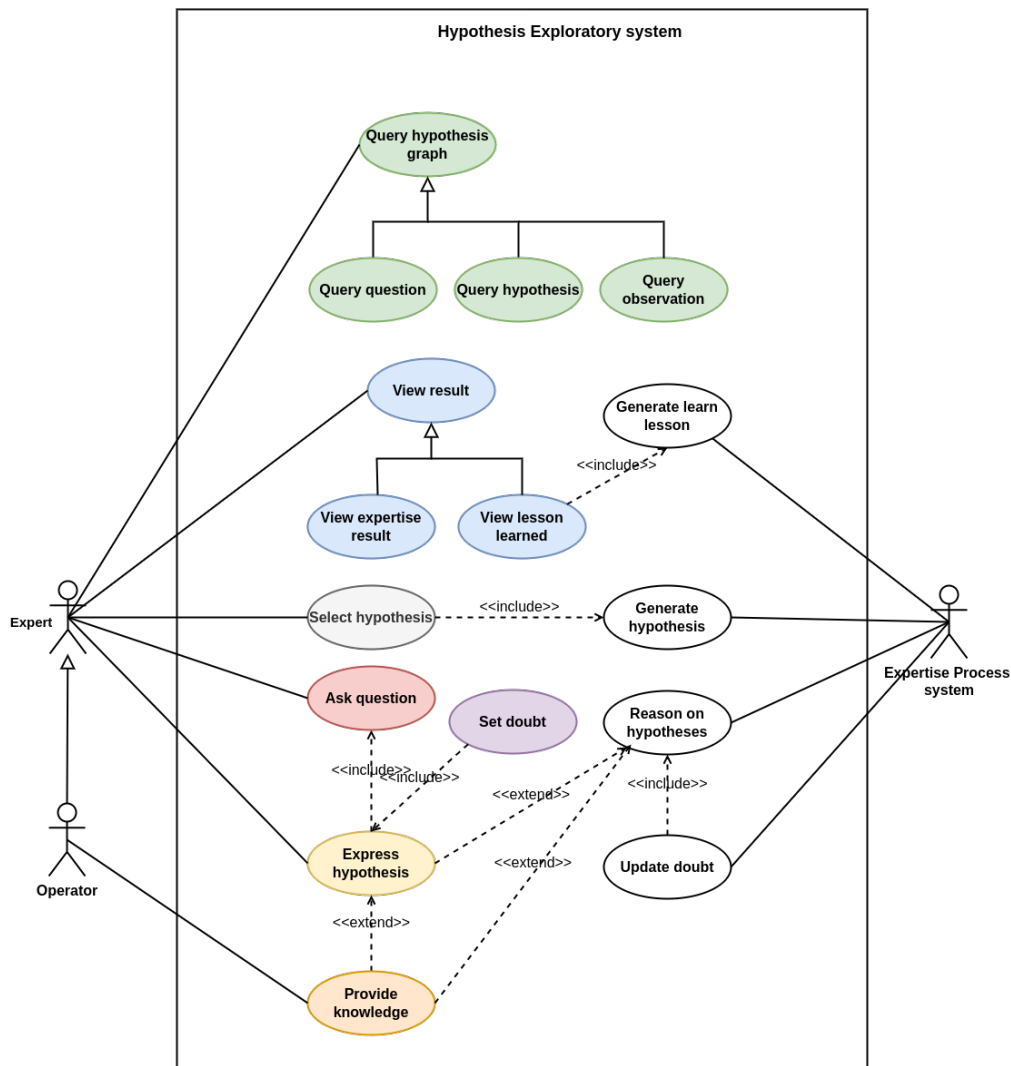 Hypothesis Exploratory system
Query hypothesis
graph
Query question
Query hypothesis
Query
observation
View result
Generate learn
lesson
<<include>>
View expertise
result
View lesson
learned
Expert
Select hypothesis
<<include>>
Generate
hypothesis
Expertise Process
system
Ask question
Set doubt
Reason on
hypotheses
<<include>>
<<include>>
<<include>>
<<extend>>
Express
hypothesis
<<extend>>
Update doubt
Operator
<<extend>>
Provide
knowledge